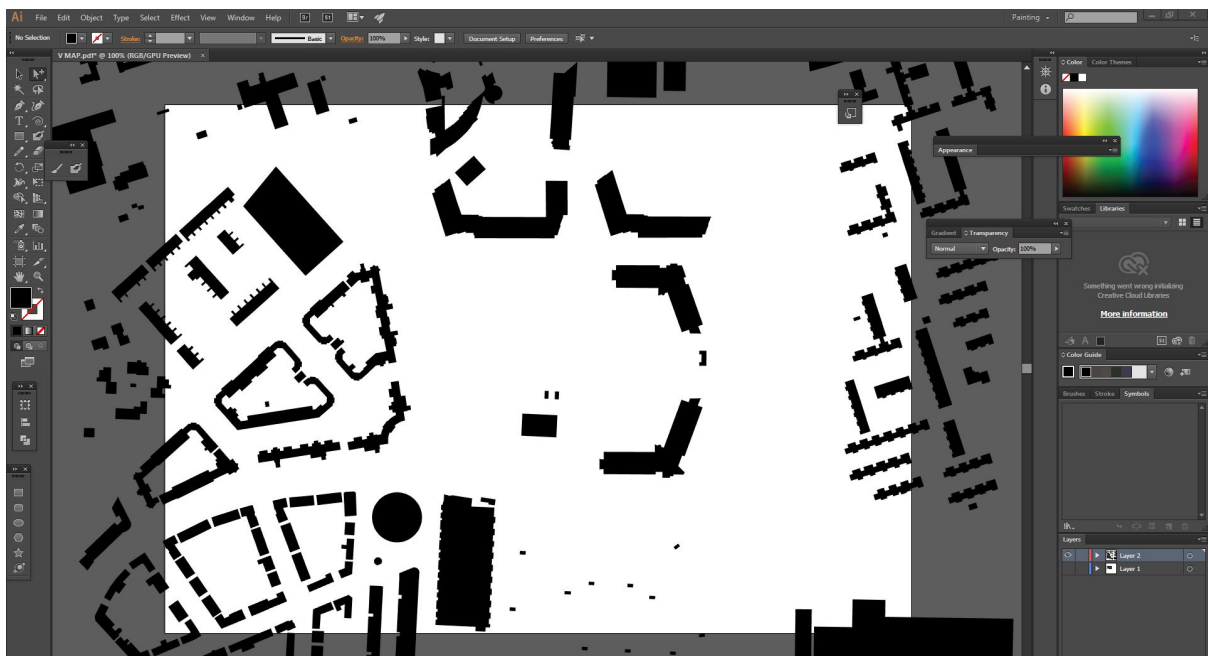 Ai File Edit Object Type Select Effect View Window Help Br St Painting
No Selection Stroke: Basic Opacity: 100% Style: Document Setup Preferences
V MAP.pdf* @ 100% (RGB/GPU Preview) ×
Color Color Themes
Appearance
Swatches Libraries
Gradient Transparency
Normal Opacity: 100%
Something went wrong initializing
Creative Cloud Libraries
More information
Color Guide
Brushes Stroke Symbols
Layers
Layer 2
Layer 1